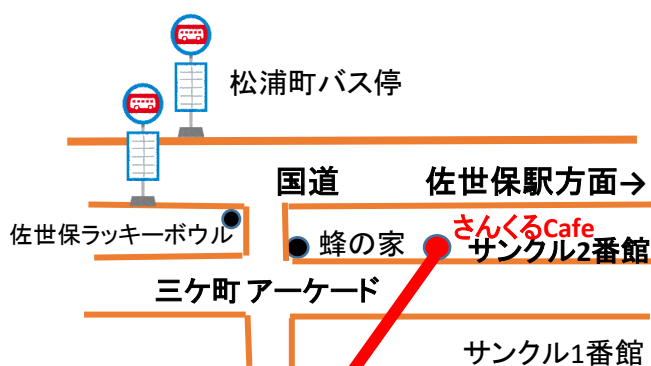 松浦町バス停
国道
佐世保駅方面→
佐世保ラッキーボウル
蜂の家
さんくるCafe
サンクル2番館
三ケ町 アーケード
サンクル1番館